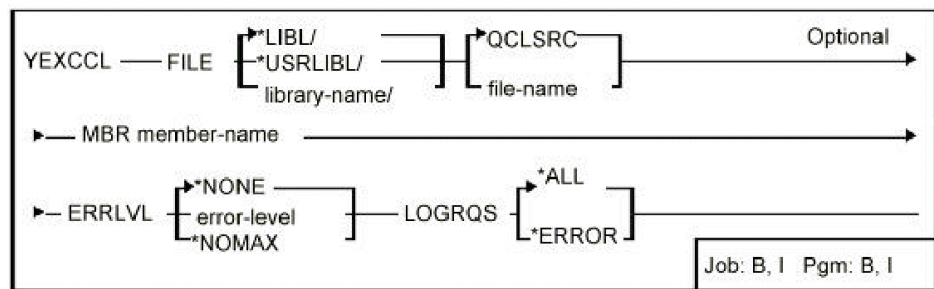 *LIBL/
*QCLSRC
Optional
YEXCCL FILE *USRLIBL/
library-name/
file-name
MBR member-name
*NONE
*ALL
ERRLVL error-level LOGRQS
*NOMAX
*ERROR
Job: B, I Pgm: B, I